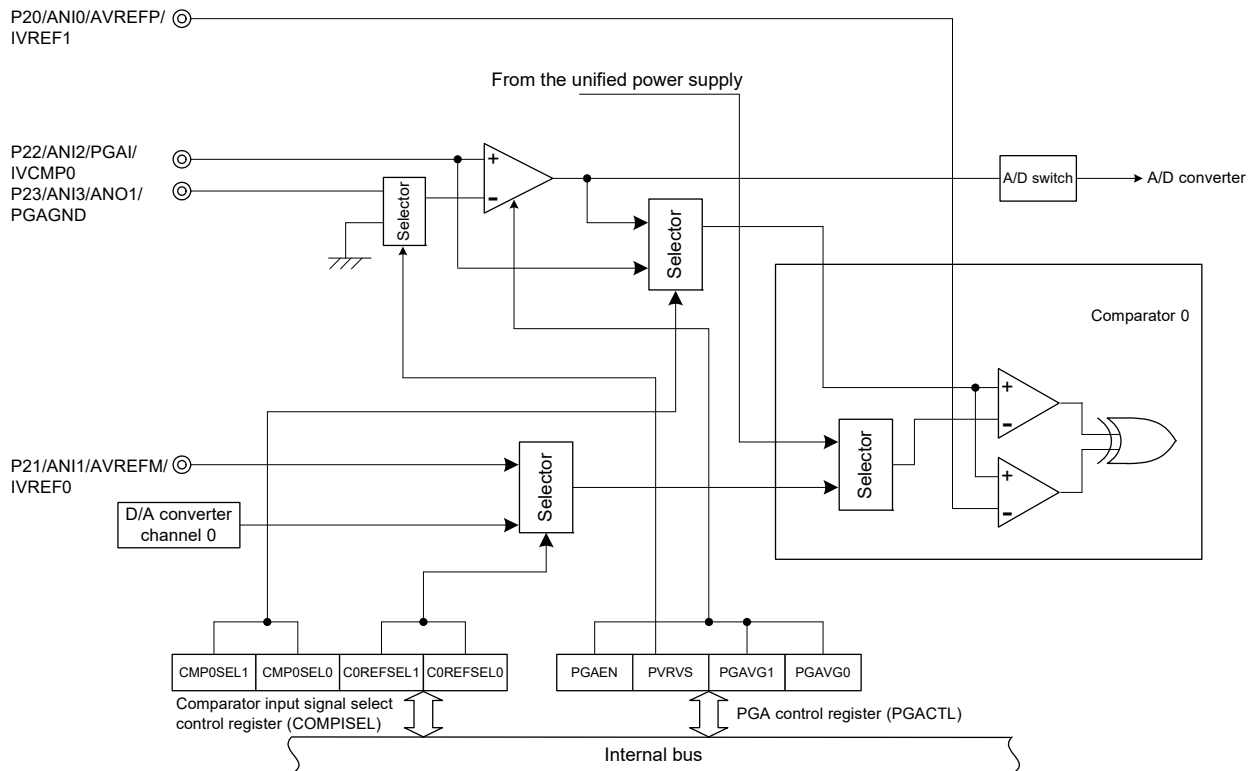 P20/ANI0/AVREFP/
IVREF1
From the unified power supply
P22/ANI2/PGAI/
IVCMP0
P23/ANI3/ANO1/
PGAGND
Selector
+
-
Selector
A/D switch
A/D converter
Comparator 0
+
-
+
-
Selector
P21/ANI1/AVREFM/
IVREF0
D/A converter
channel 0
Selector
CMP0SEL1
CMP0SEL0
C0REFSEL1
C0REFSEL0
PGAEN
PVRVS
PGAVG1
PGAVG0
Comparator input signal select
control register (COMPISEL)
PGA control register (PGACTL)
Internal bus